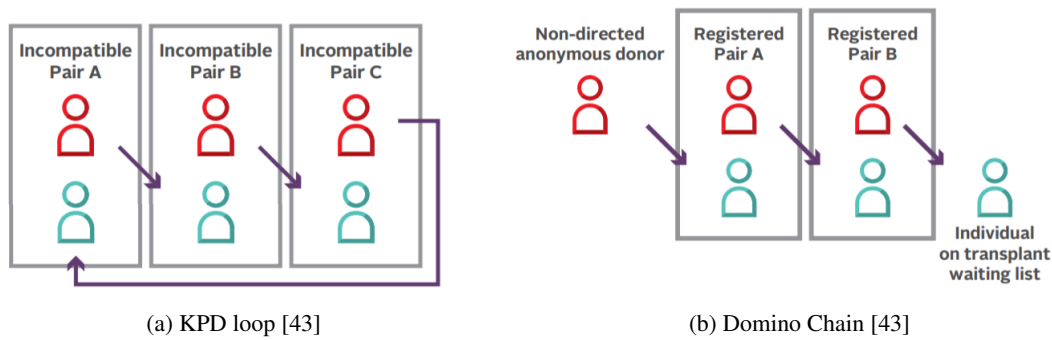 Incompatible
Pair A
Incompatible
Pair B
Incompatible
Pair C
(a) KPD loop [43]
Non-directed
anonymous donor
Registered
Pair A
Registered
Pair B
Individual
on transplant
waiting list
(b) Domino Chain [43]